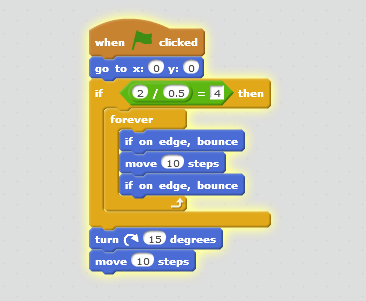 when clicked
go to x: 0 y: 0
if 2 / 0.5 = 4 then
forever
if on edge, bounce
move 10 steps
if on edge, bounce
turn 15 degrees
move 10 steps